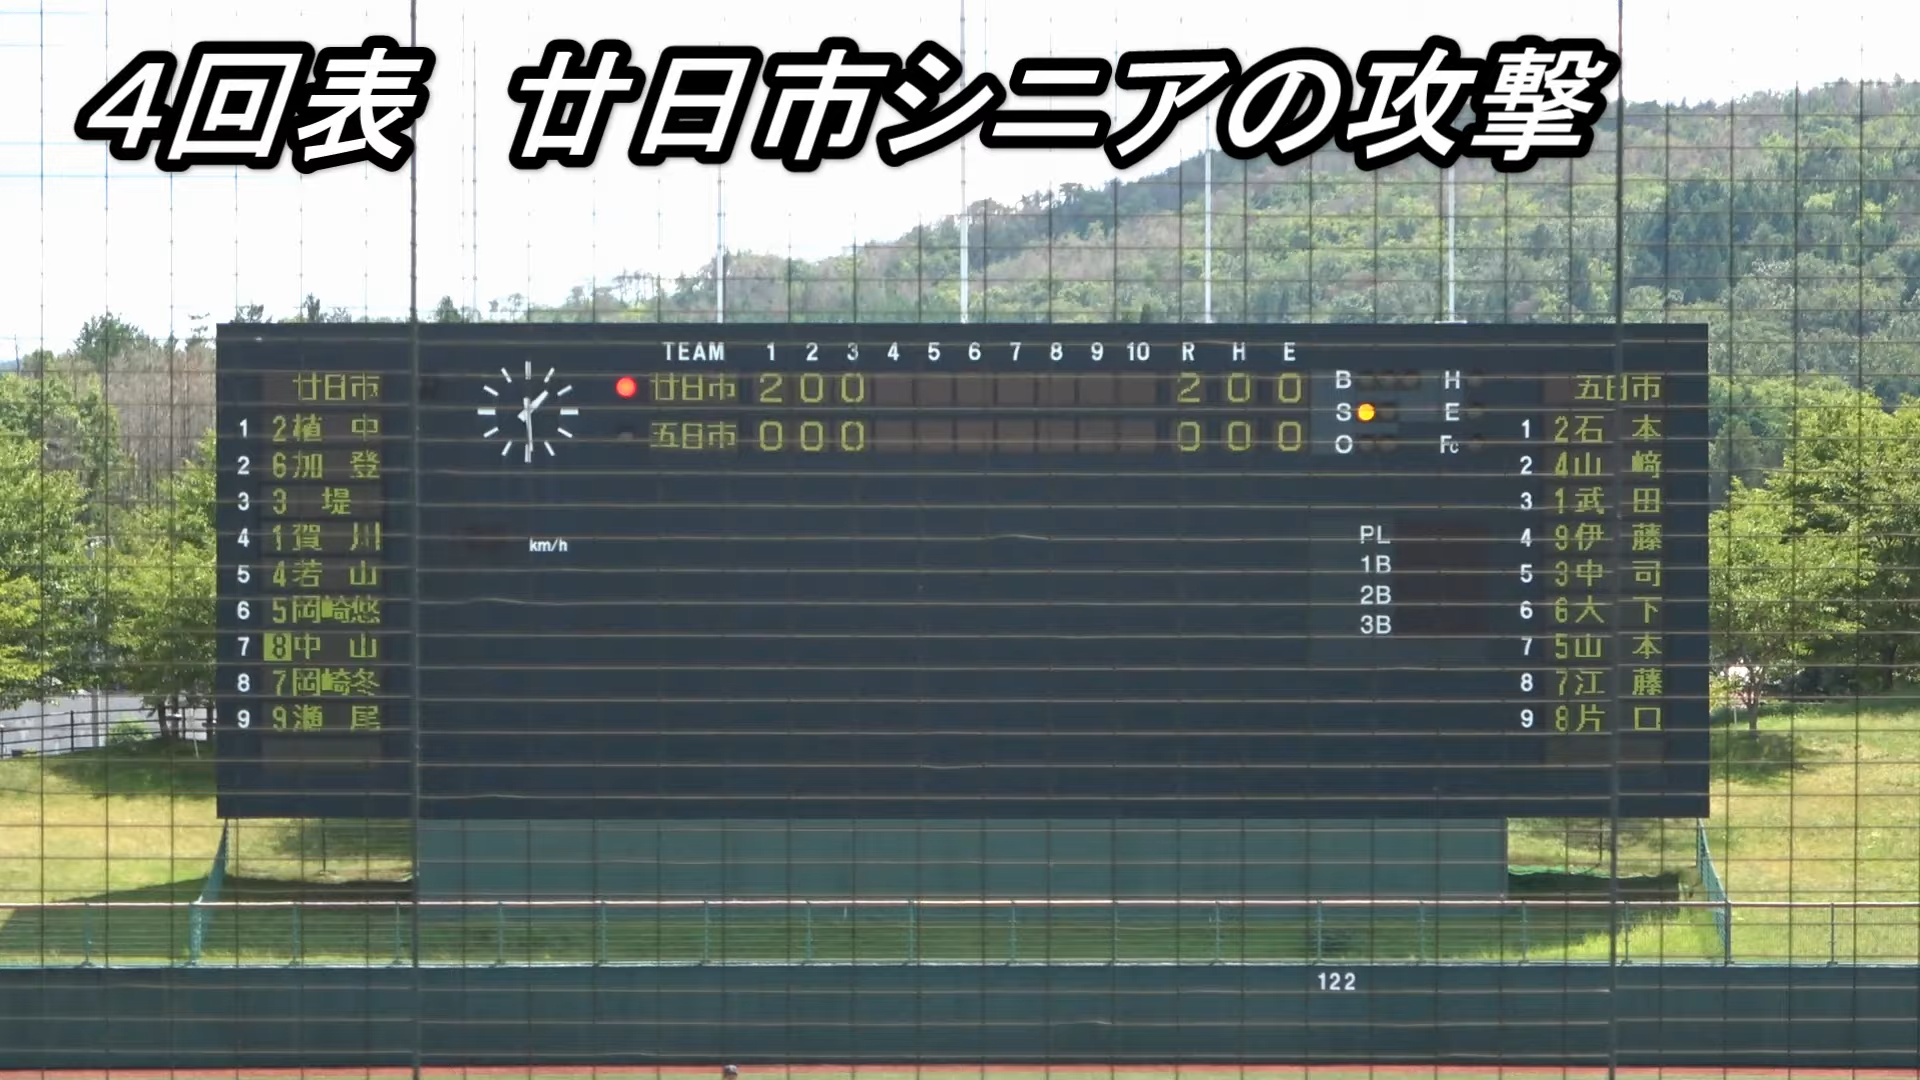 4回表 廿日市シニアの攻撃
TEAM 1 2 3 4 5 6 7 8 9 10 R H E
廿日市 2 0 0 2 0 0
五日市 0 0 0 0 0 0
B H
S E
O Fc
km/h
PL
1B
2B
3B
廿日市
1 2 植中
2 6 加登
3 3 堤
4 1 賀川
5 4 若山
6 5 岡崎悠
7 8 中山
8 7 岡崎冬
9 9 瀬尾
五日市
1 2 石本
2 4 山﨑
3 1 武田
4 9 伊藤
5 3 中司
6 6 大下
7 5 山本
8 7 江藤
9 8 片口
122